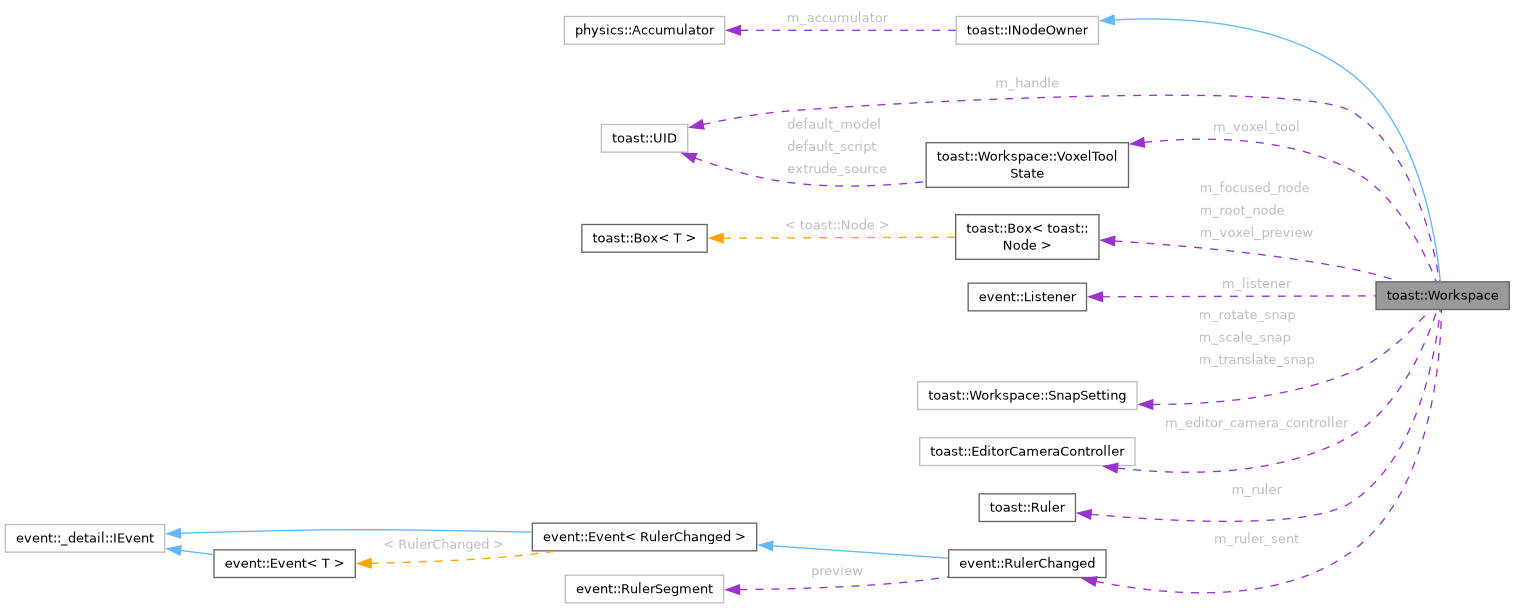 m_accumulator
physics::Accumulator
toast::INodeOwner
m_handle
toast::UID
default_model
default_script
extrude_source
m_voxel_tool
toast::Workspace::VoxelTool
State
m_focused_node
m_root_node
m_voxel_preview
toast::Box< T >
< toast::Node >
toast::Box< toast::
Node >
m_listener
event::Listener
toast::Workspace
m_rotate_snap
m_scale_snap
m_translate_snap
toast::Workspace::SnapSetting
m_editor_camera_controller
toast::EditorCameraController
m_ruler
toast::Ruler
m_ruler_sent
event::_detail::IEvent
event::Event< RulerChanged >
< RulerChanged >
event::Event< T >
event::RulerChanged
preview
event::RulerSegment